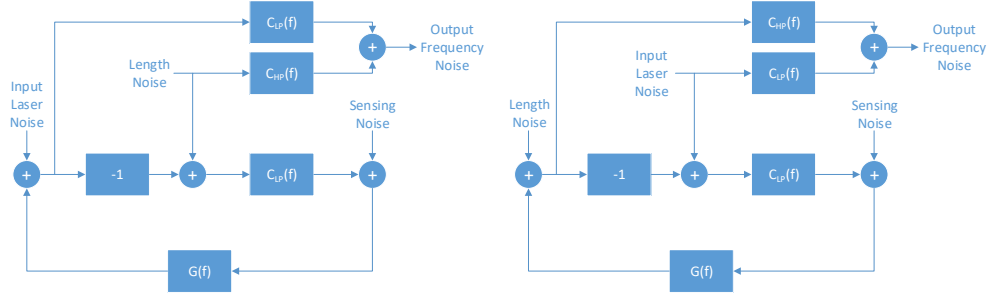 C_LP(f)
Output
Frequency
Noise
Length
Noise
C_HP(f)
Input
Laser
Noise
Sensing
Noise
+
+
-1
+
C_LP(f)
+
G(f)
C_HP(f)
Output
Frequency
Noise
+
Input
Laser
Noise
C_LP(f)
Length
Noise
Sensing
Noise
+
-1
+
C_LP(f)
+
G(f)